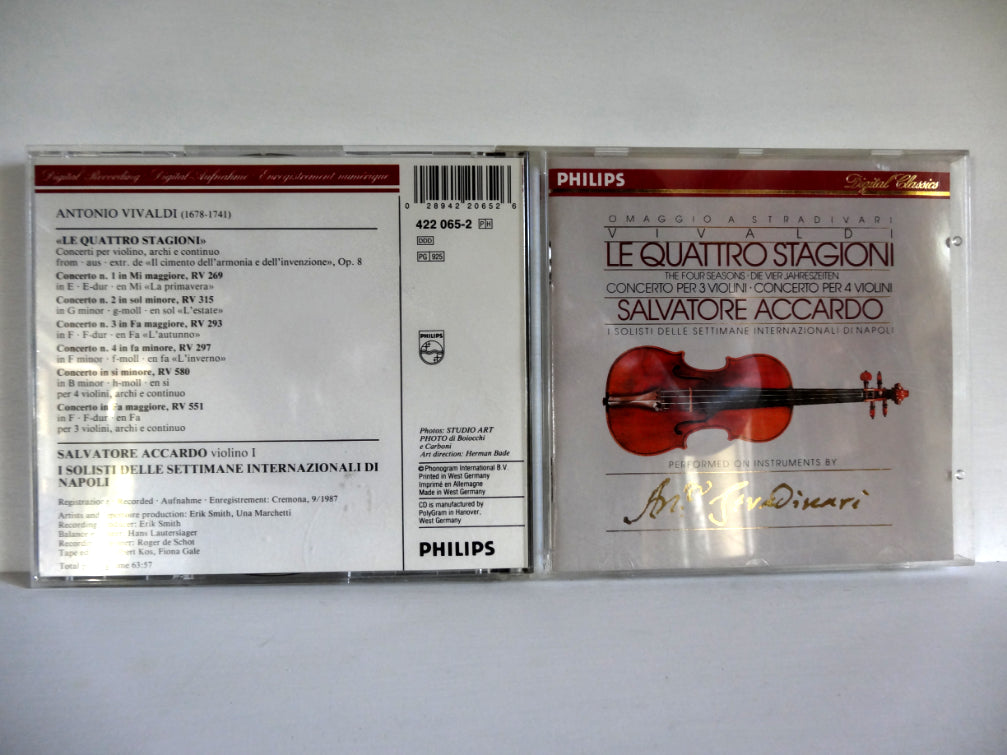 Digital Recording Digital Aufnahme · Enregistrement numérique
ANTONIO VIVALDI (1678-1741)
«LE QUATTRO STAGIONI»
Concerti per violino, archi e continuo
from · aus · extr. de «Il cimento dell'armonia e dell'invenzione», Op. 8
Concerto n. 1 in Mi maggiore, RV 269
in E · E-dur · en Mi «La primavera»
Concerto n. 2 in sol minore, RV 315
in G minor · g-moll · en sol «L'estate»
Concerto n. 3 in Fa maggiore, RV 293
in F · F-dur · en Fa «L'autunno»
Concerto n. 4 in fa minore, RV 297
in F minor · f-moll · en fa «L'inverno»
Concerto in si minore, RV 580
in B minor · h-moll · en si
per 4 violini, archi e continuo
Concerto in Fa maggiore, RV 551
in F · F-dur · en Fa
per 3 violini, archi e continuo
SALVATORE ACCARDO violino I
I SOLISTI DELLE SETTIMANE INTERNAZIONALI DI
NAPOLI
Recorded · Aufnahme · Enregistrement: Cremona, 9/1987
Artists and production: Erik Smith, Una Marchetti
Erik Smith
Balance Hans Lauterslager
Roger de Schot
Tape Kos, Fiona Gale
Total 63:57
0 28942 20652 6
422 065-2 PH
DDD
PG 925
PHILIPS
Photos: STUDIO ART
PHOTO di Boiocchi
e Carboni
Art direction: Herman Bade
©Phonogram International B.V.
Printed in West Germany
Imprimé en Allemagne
Made in West Germany
CD is manufactured by
PolyGram in Hanover,
West Germany
PHILIPS
PHILIPS
Digital Classics
OMAGGIO A STRADIVARI
VIVALDI
LE QUATTRO STAGIONI
THE FOUR SEASONS · DIE VIER JAHRESZEITEN
CONCERTO PER 3 VIOLINI · CONCERTO PER 4 VIOLINI
SALVATORE ACCARDO
I SOLISTI DELLE SETTIMANE INTERNAZIONALI DI NAPOLI
PERFORMED ON INSTRUMENTS BY
Antº Stradivari